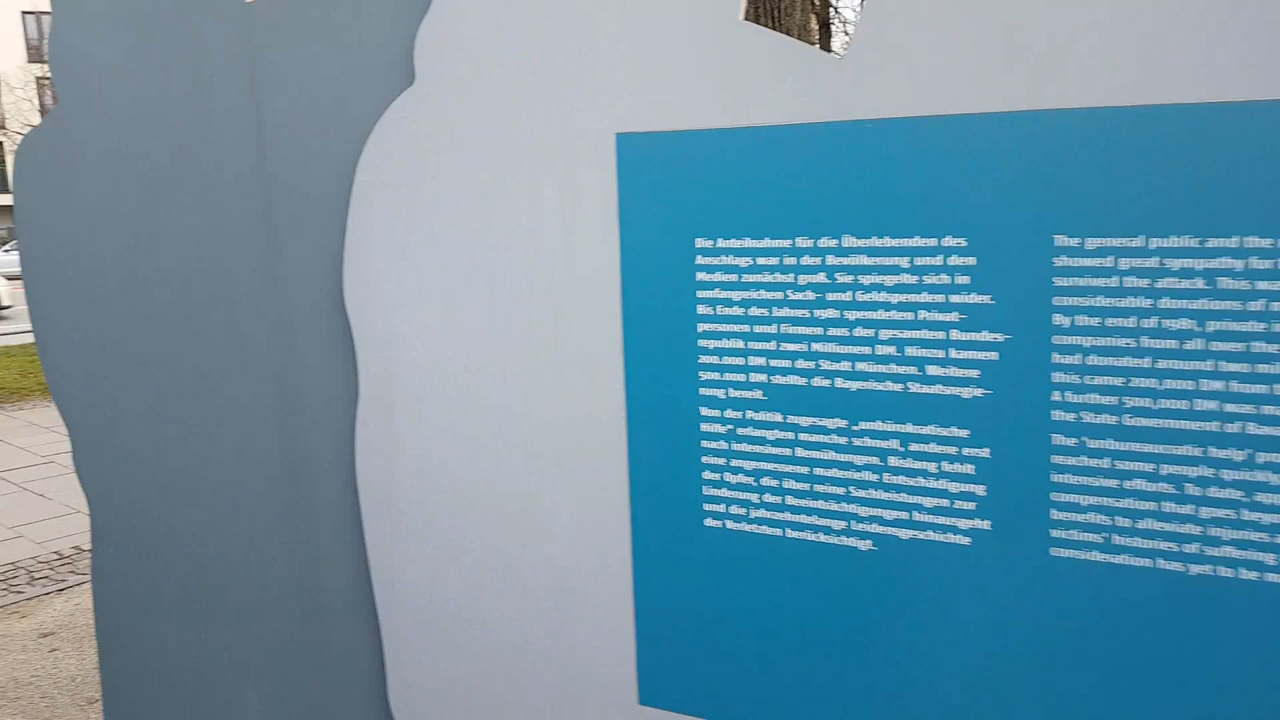 Die Anteilnahme für die Überlebenden des
Anschlags war in der Bevölkerung und den
Medien zunächst groß. Sie spiegelte sich in
umfangreichen Sach- und Geldspenden wider.
Bis Ende des Jahres 1981 spendeten Privat-
personen und Firmen aus der gesamten Bundes-
republik rund zwei Millionen DM. Hinzu kamen
200.000 DM von der Stadt München. Weitere
500.000 DM stellte die Bayerische Staatsregie-
rung bereit.
Von der Politik zugesagte „unbürokratische
Hilfe“ erlangten manche schnell, andere erst
nach intensiven Bemühungen. Bislang fehlt
eine angemessene materielle Entschädigung
der Opfer, die über reine Sachleistungen zur
Linderung der Beeinträchtigungen hinausgeht
und die jahrzehntelange Leidensgeschichte
der Verletzten berücksichtigt.
The general public and the
showed great sympathy for
survived the attack. This wa
considerable donations of m
By the end of 1981, private i
companies from all over the
had donated around two mi
this came 200,000 DM from
A further 500,000 DM was m
the State Government of Ba
The "unbureaucratic help" p
reached some people quickly
intensive efforts. To date, a
compensation that goes bey
benefits to alleviate injuries a
victims' histories of suffering
consideration has yet to be m